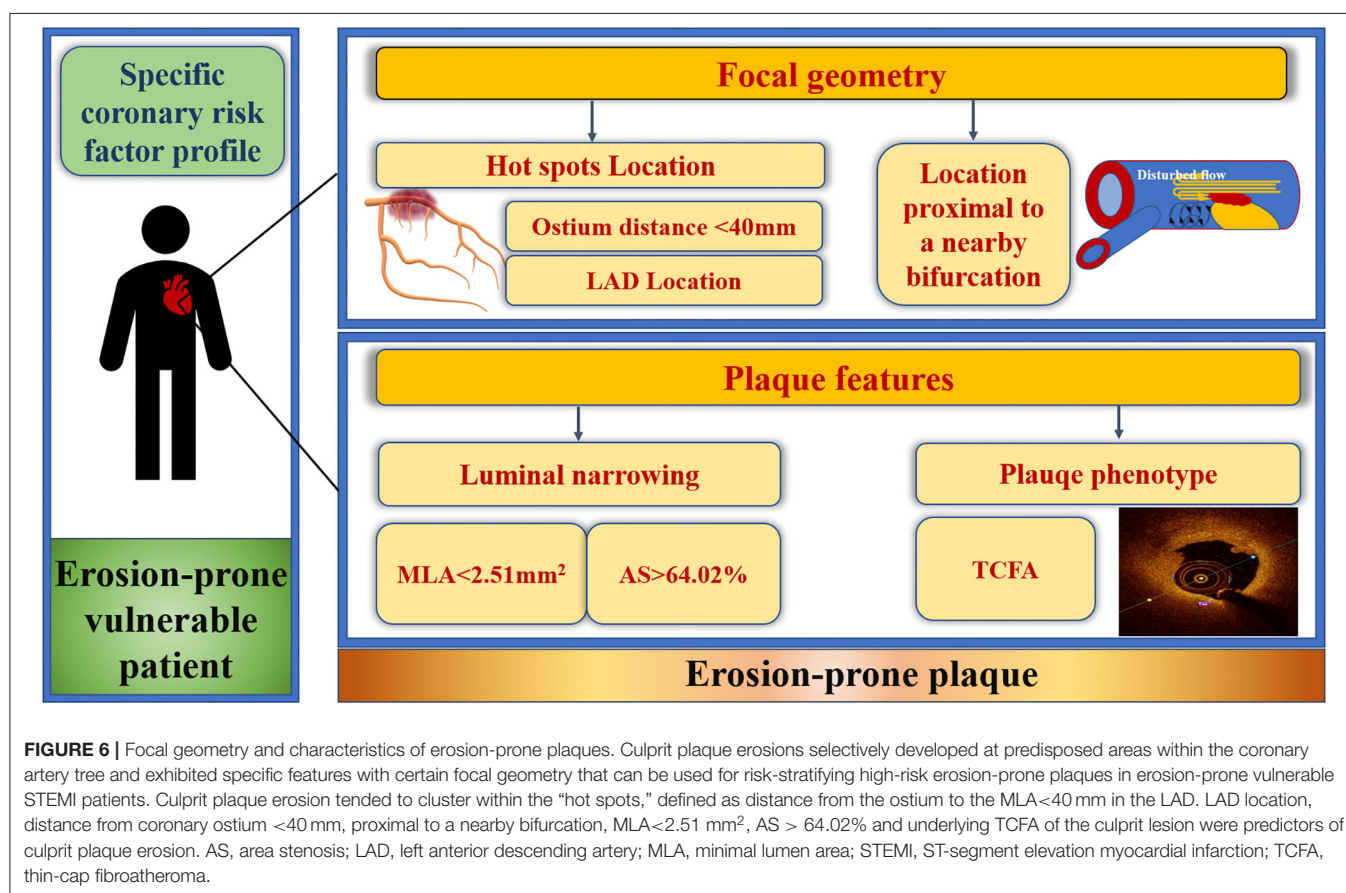 Specific
coronary risk
factor profile
Erosion-prone
vulnerable
patient
Focal geometry
Hot spots Location
Ostium distance <40mm
LAD Location
Location
proximal to
a nearby
bifurcation
Disturbed flow
Plaque features
Luminal narrowing
MLA<2.51mm²
AS>64.02%
Plauqe phenotype
TCFA
Erosion-prone plaque
FIGURE 6 | Focal geometry and characteristics of erosion-prone plaques. Culprit plaque erosions selectively developed at predisposed areas within the coronary
artery tree and exhibited specific features with certain focal geometry that can be used for risk-stratifying high-risk erosion-prone plaques in erosion-prone vulnerable
STEMI patients. Culprit plaque erosion tended to cluster within the “hot spots,” defined as distance from the ostium to the MLA<40 mm in the LAD. LAD location,
distance from coronary ostium <40 mm, proximal to a nearby bifurcation, MLA<2.51 mm², AS > 64.02% and underlying TCFA of the culprit lesion were predictors of
culprit plaque erosion. AS, area stenosis; LAD, left anterior descending artery; MLA, minimal lumen area; STEMI, ST-segment elevation myocardial infarction; TCFA,
thin-cap fibroatheroma.